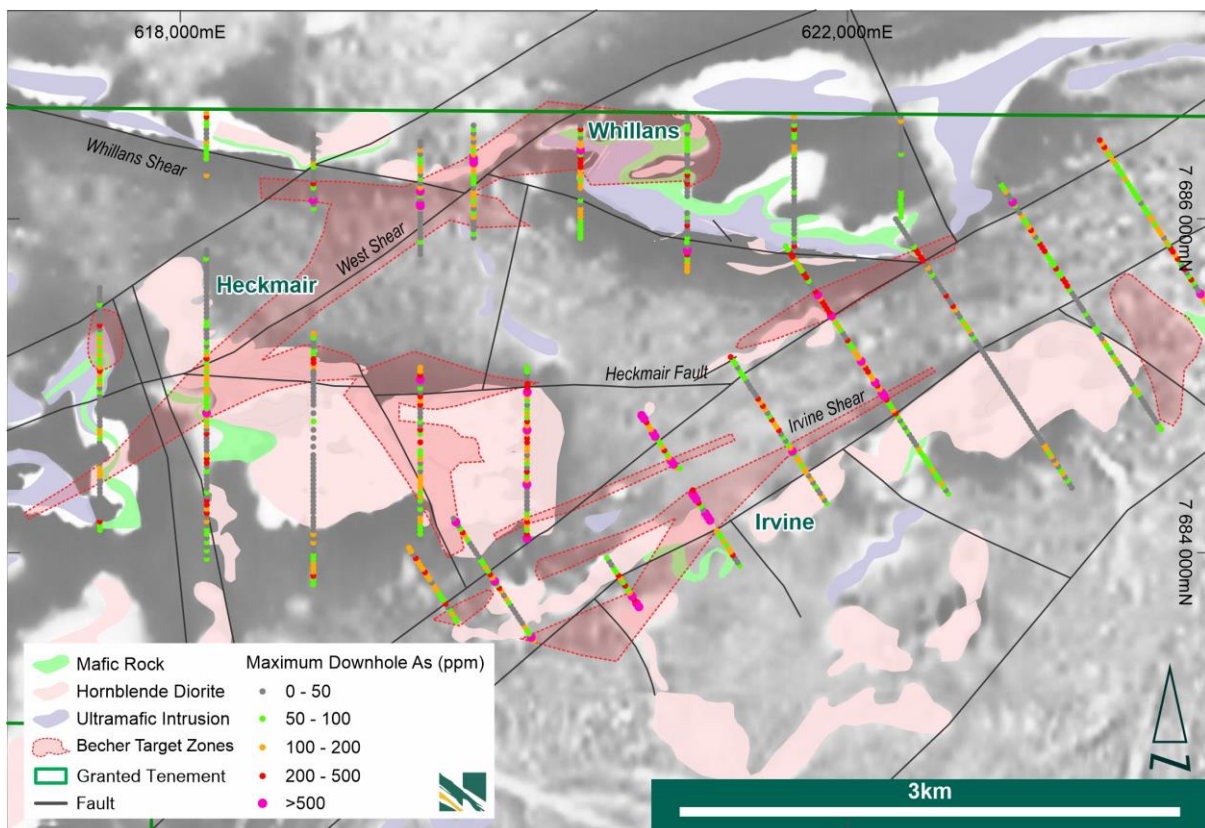 618,000mE
622,000mE
Whillans
Whillans Shear
7 686 000mN
West Shear
Heckmair
Heckmair Fault
Irvine Shear
Irvine
7 684 000mN
Mafic Rock
Hornblende Diorite
Ultramafic Intrusion
Becher Target Zones
Granted Tenement
Fault
Maximum Downhole As (ppm)
0 - 50
50 - 100
100 - 200
200 - 500
>500
N
3km